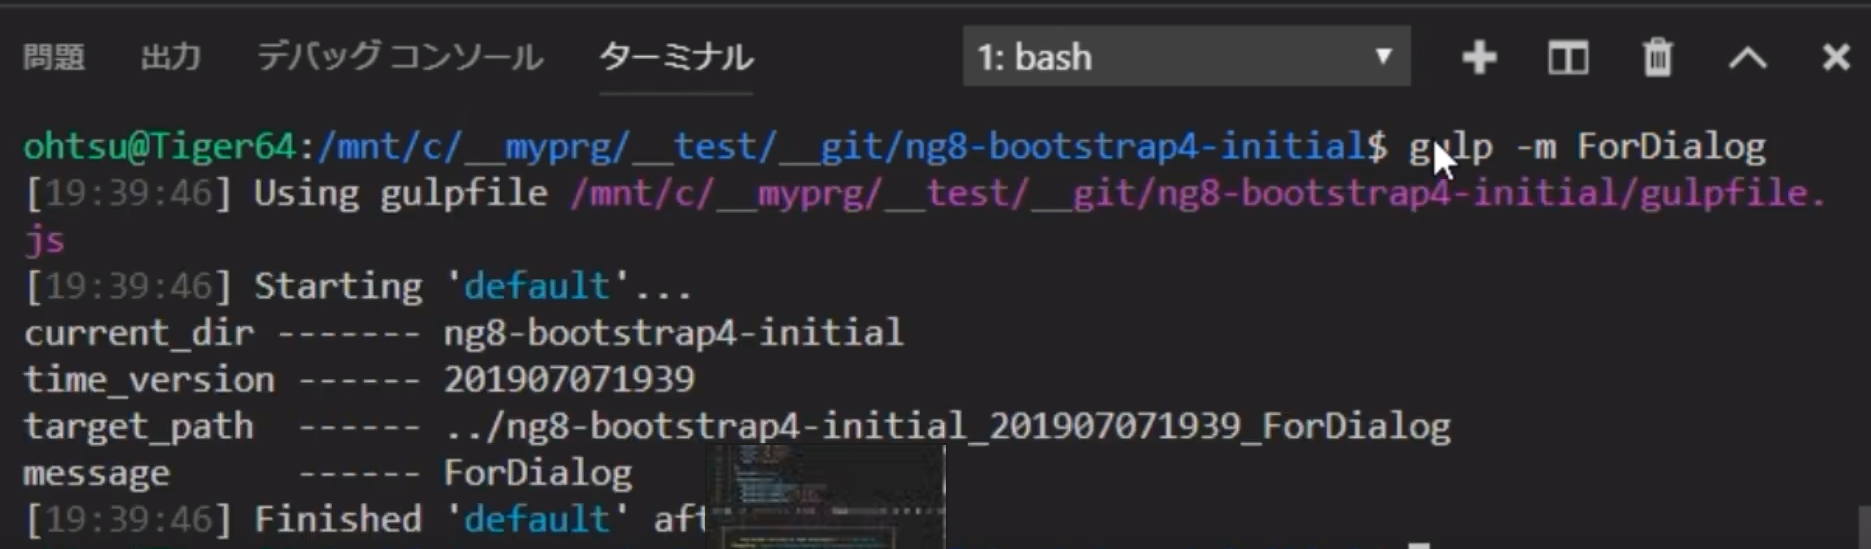 問題 出力 デバッグ コンソール ターミナル 1: bash
ohtsu@Tiger64:/mnt/c/__myprg/__test/__git/ng8-bootstrap4-initial$ gulp -m ForDialog
[19:39:46] Using gulpfile /mnt/c/__myprg/__test/__git/ng8-bootstrap4-initial/gulpfile.
js
[19:39:46] Starting 'default'...
current_dir ------- ng8-bootstrap4-initial
time_version ------ 201907071939
target_path ------ ../ng8-bootstrap4-initial_201907071939_ForDialog
message ------ ForDialog
[19:39:46] Finished 'default'